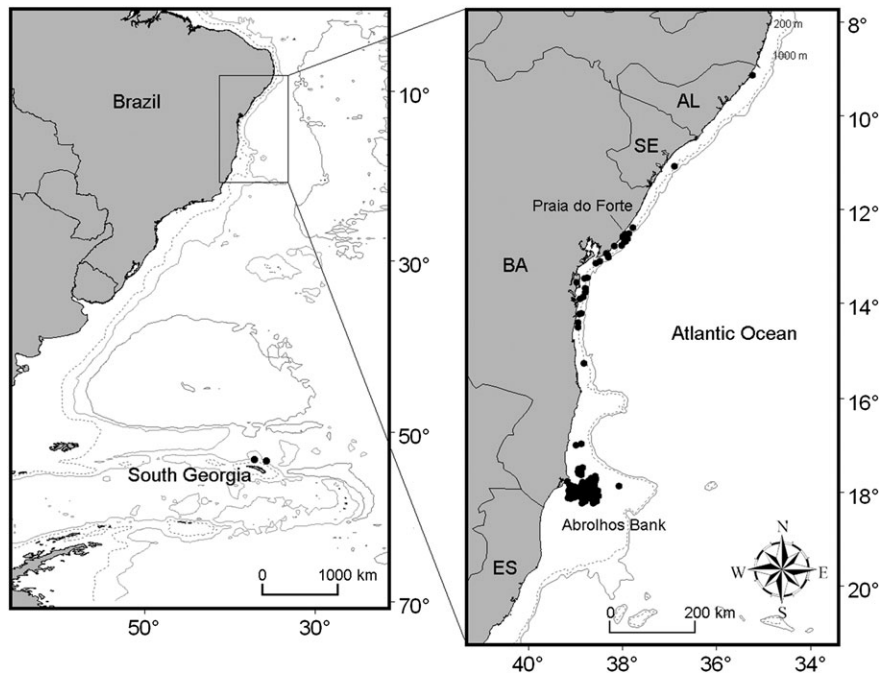 Brazil
10°
30°
50°
South Georgia
0 1000 km
70°
50° 30°
200 m
8°
1000 m
AL
10°
SE
Praia do Forte
12°
BA
14°
Atlantic Ocean
16°
18°
Abrolhos Bank
N
W E
S
ES
20°
0 200 km
40° 38° 36° 34°